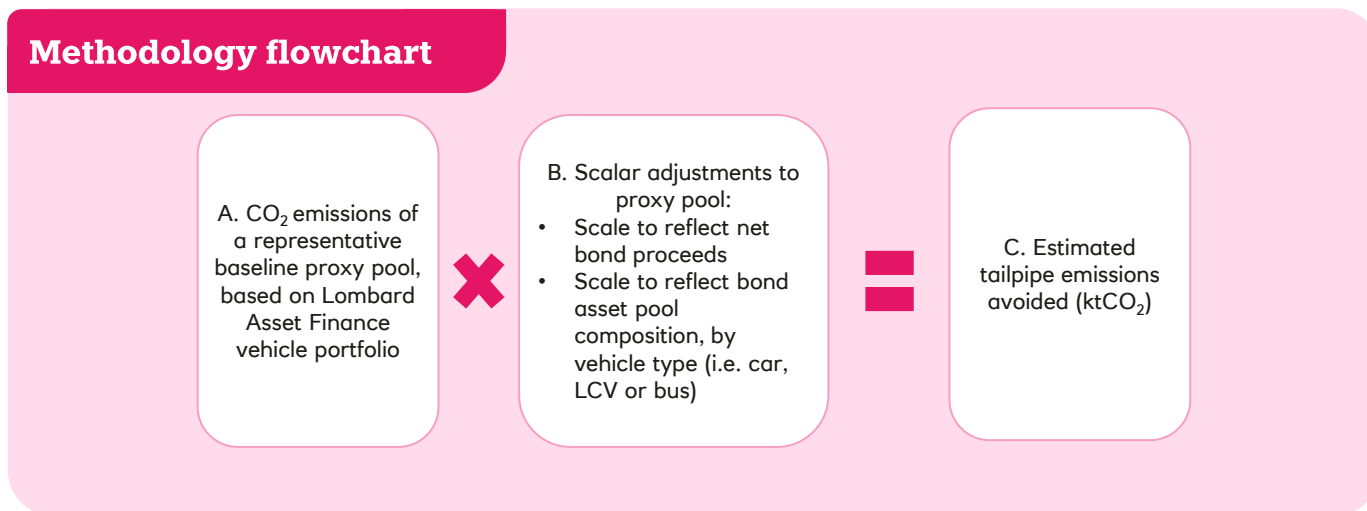 Methodology flowchart
A. CO₂ emissions of
a representative
baseline proxy pool,
based on Lombard
Asset Finance
vehicle portfolio
B. Scalar adjustments to
proxy pool:
• Scale to reflect net
bond proceeds
• Scale to reflect bond
asset pool
composition, by
vehicle type (i.e. car,
LCV or bus)
C. Estimated
tailpipe emissions
avoided (ktCO₂)